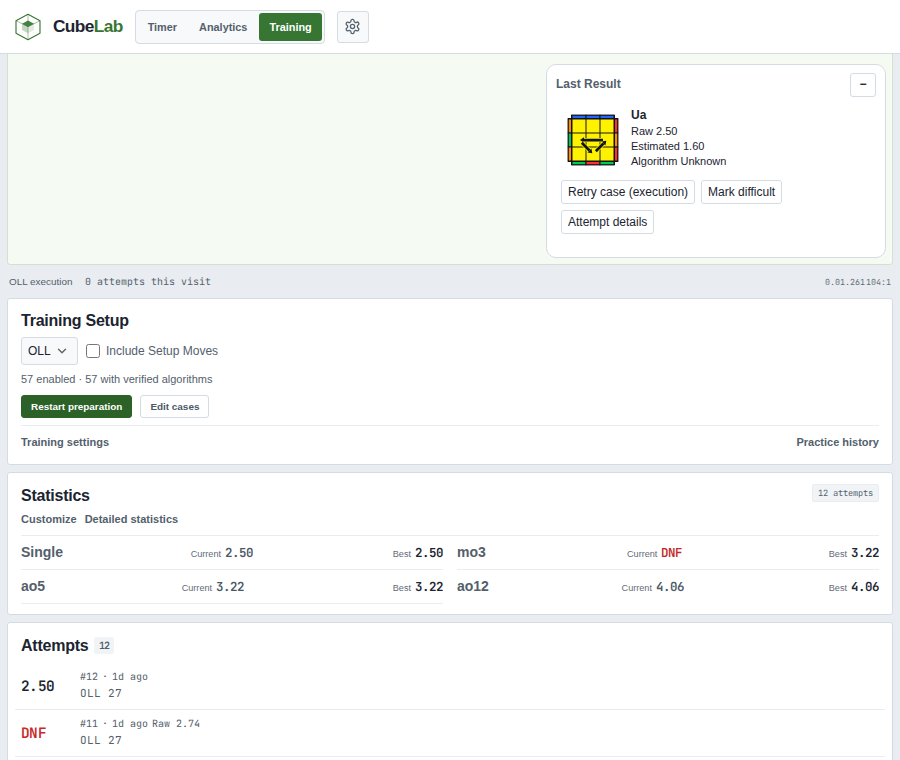 CubeLab
Timer
Analytics
Training
Last Result
−
Ua
Raw 2.50
Estimated 1.60
Algorithm Unknown
Retry case (execution)
Mark difficult
Attempt details
OLL execution
0 attempts this visit
0.01.261104:1
Training Setup
OLL
Include Setup Moves
57 enabled · 57 with verified algorithms
Restart preparation
Edit cases
Training settings
Practice history
Statistics
12 attempts
Customize
Detailed statistics
Single Current 2.50 Best 2.50
mo3 Current DNF Best 3.22
ao5 Current 3.22 Best 3.22
ao12 Current 4.06 Best 4.06
Attempts 12
2.50
#12 · 1d ago
OLL 27
DNF
#11 · 1d ago Raw 2.74
OLL 27